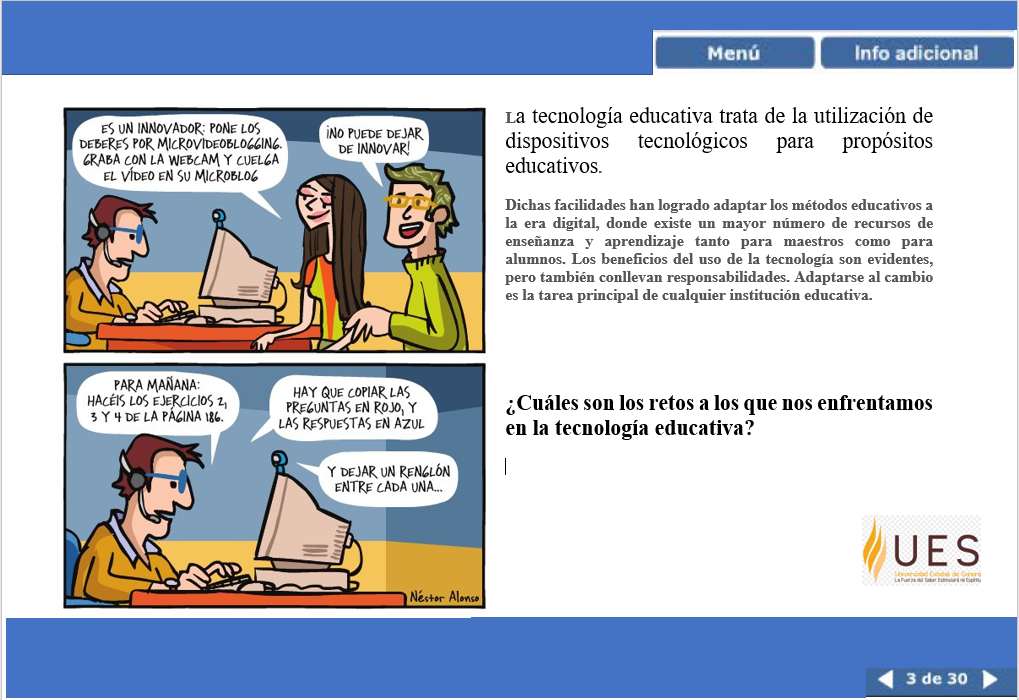 Menú
Info adicional
ES UN INNOVADOR: PONE LOS
DEBERES POR MICROVIDEOBLOGGING.
GRABA CON LA WEBCAM Y CUELGA
EL VÍDEO EN SU MICROBLOG
¡NO PUEDE DEJAR
DE INNOVAR!
PARA MAÑANA:
HACÉIS LOS EJERCICIOS 2,
3 Y 4 DE LA PÁGINA 186.
HAY QUE COPIAR LAS
PREGUNTAS EN ROJO, Y
LAS RESPUESTAS EN AZUL
Y DEJAR UN RENGLÓN
ENTRE CADA UNA...
Néstor Alonso
La tecnología educativa trata de la utilización de
dispositivos tecnológicos para propósitos
educativos.
Dichas facilidades han logrado adaptar los métodos educativos a
la era digital, donde existe un mayor número de recursos de
enseñanza y aprendizaje tanto para maestros como para
alumnos. Los beneficios del uso de la tecnología son evidentes,
pero también conllevan responsabilidades. Adaptarse al cambio
es la tarea principal de cualquier institución educativa.
¿Cuáles son los retos a los que nos enfrentamos
en la tecnología educativa?
UES
Universidad Estatal de Sonora
La Fuerza del Saber Estimulará mi Espíritu
3 de 30